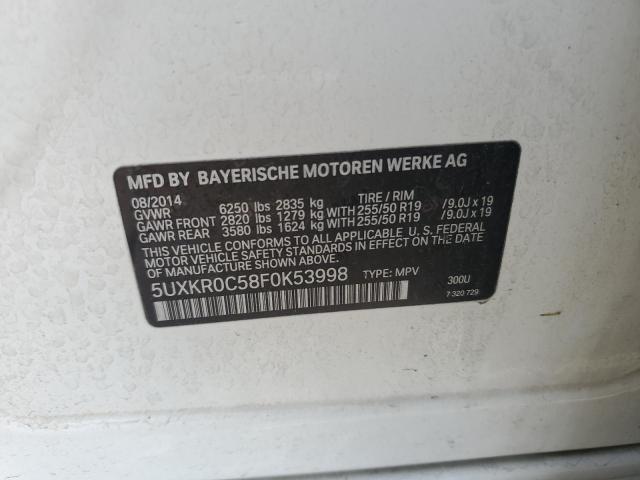 MFD BY BAYERISCHE MOTOREN WERKE AG
08/2014 TIRE / RIM
GVWR 6250 lbs 2835 kg
GAWR FRONT 2820 lbs 1279 kg WITH 255/50 R19 /9.0J x 19
GAWR REAR 3580 lbs 1624 kg WITH 255/50 R19 /9.0J x 19
THIS VEHICLE CONFORMS TO ALL APPLICABLE U. S. FEDERAL
MOTOR VEHICLE SAFETY STANDARDS IN EFFECT ON THE DATE
OF MANUFACTURE SHOWN ABOVE.
5UXKR0C58F0K53998 TYPE: MPV 300U
7 320 729